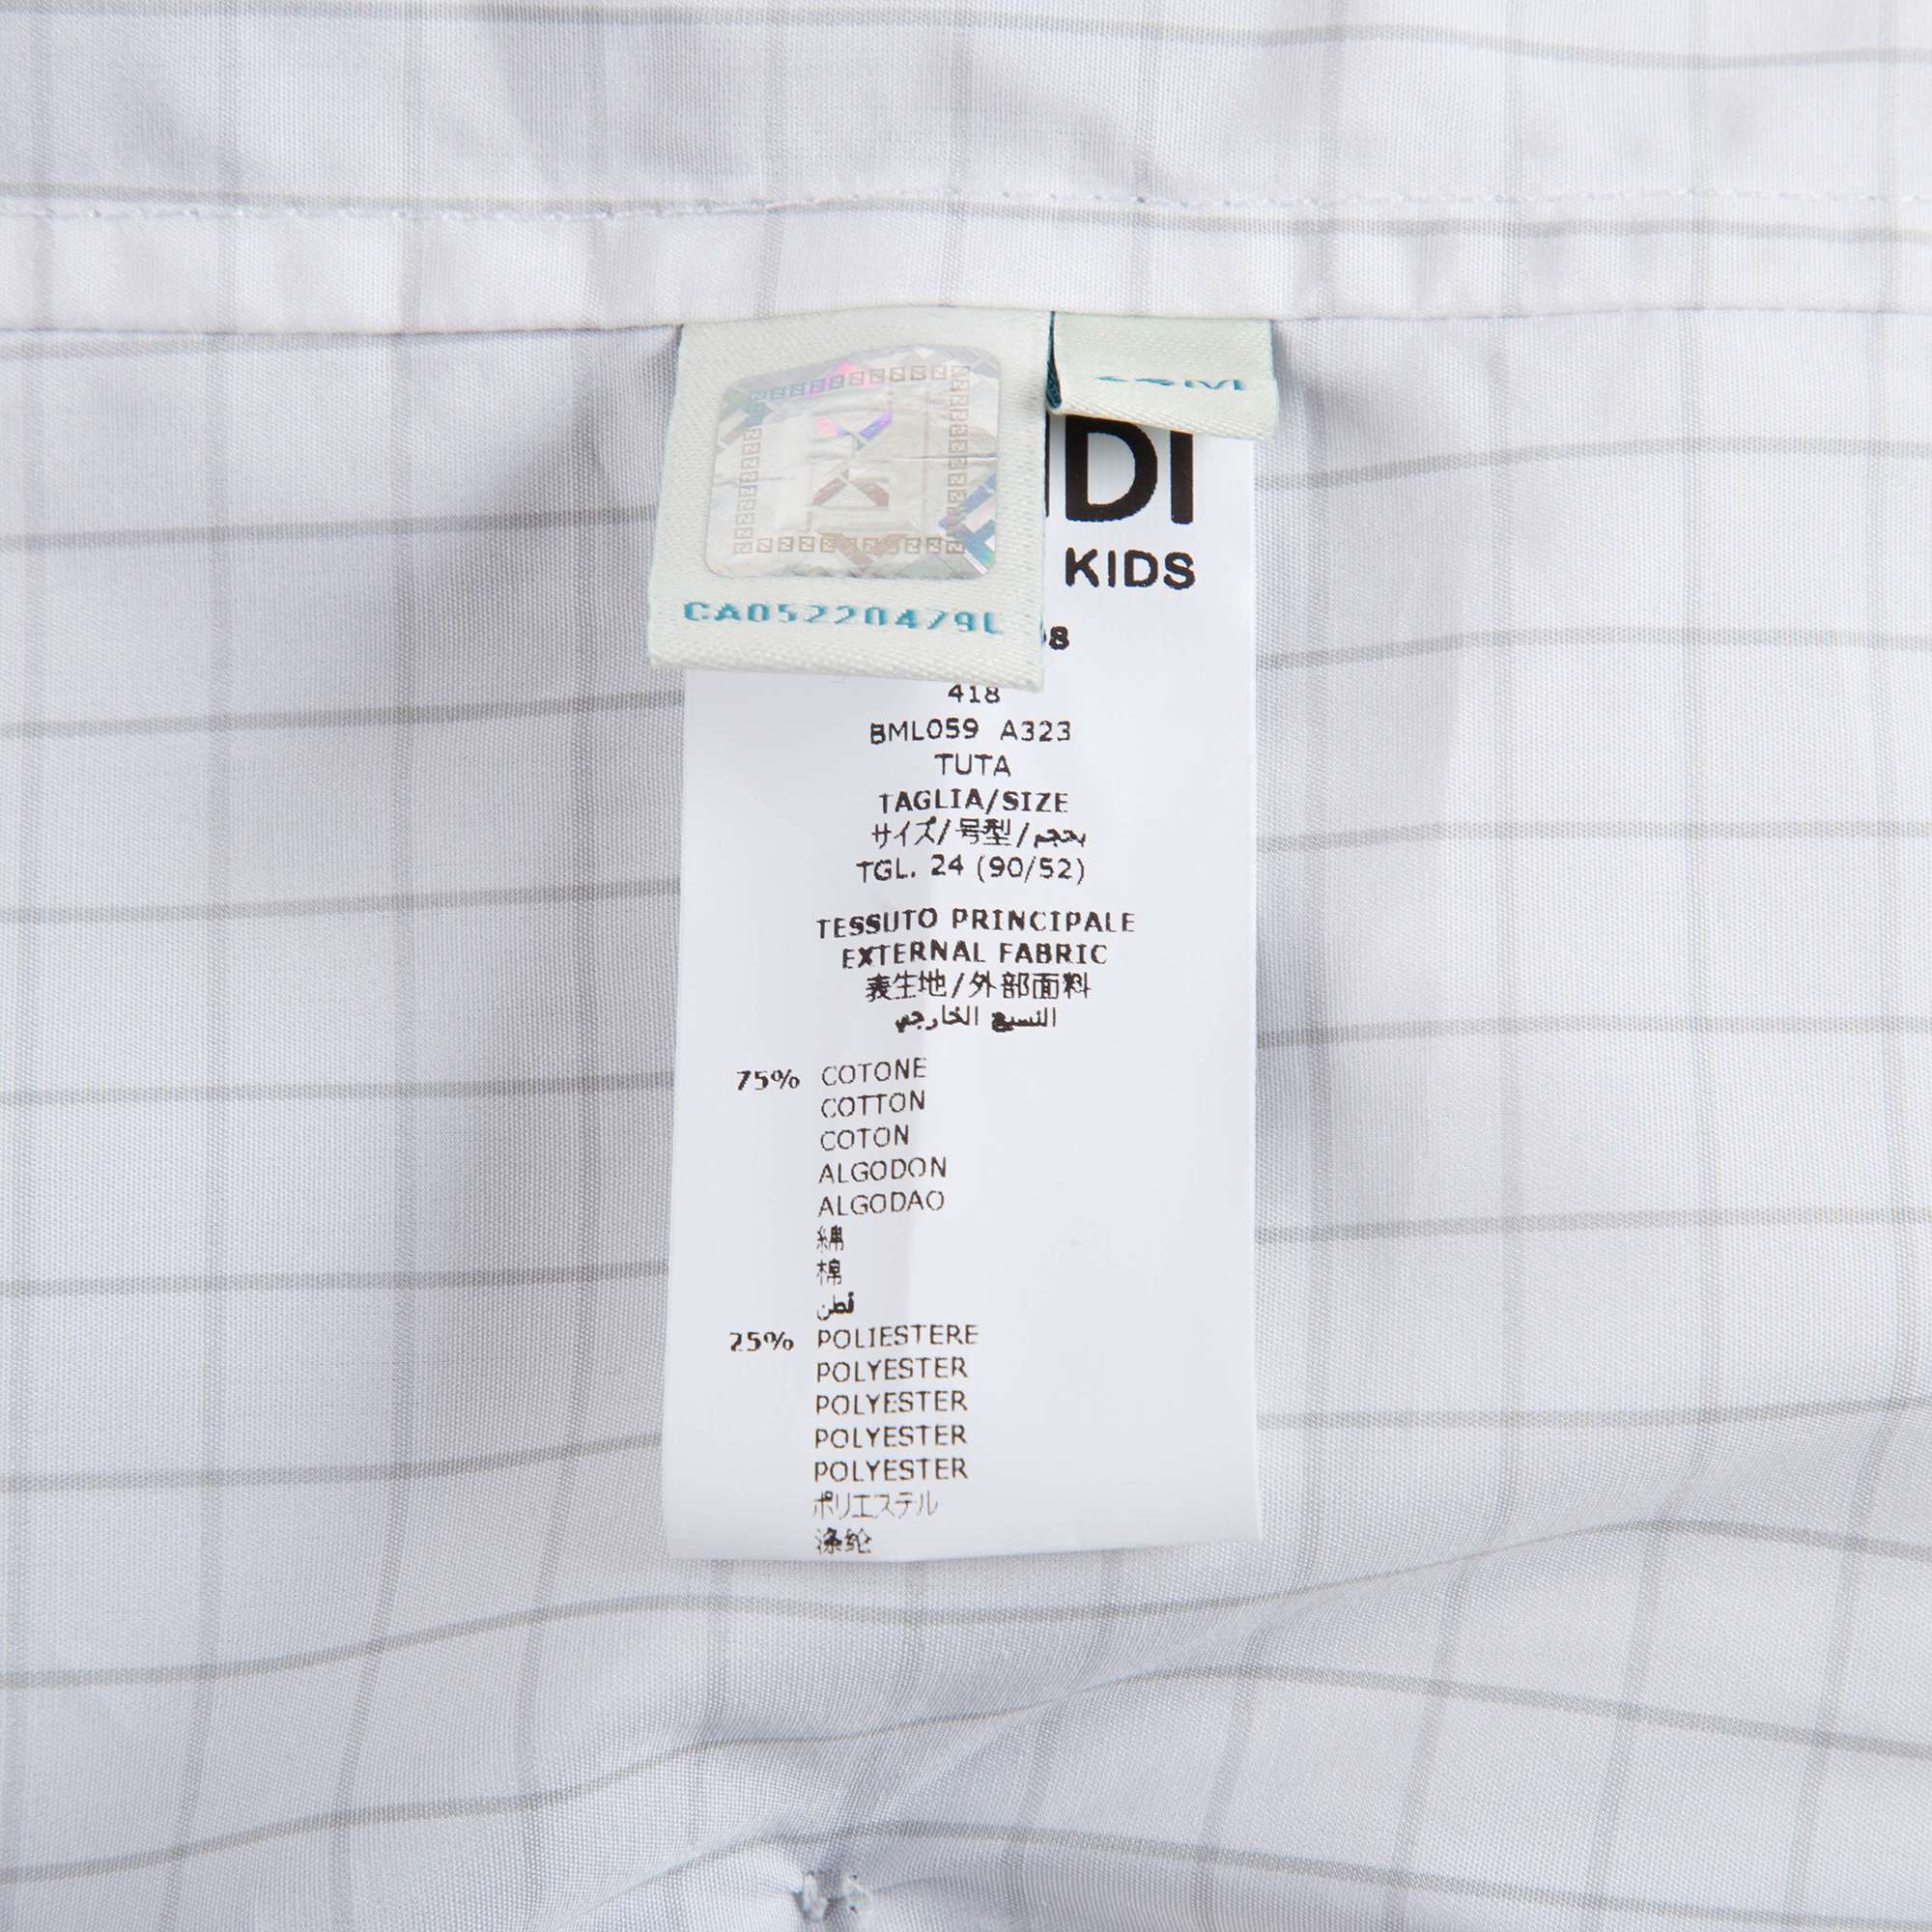 24M
DI
KIDS
CA05220479L
8
418
BML059 A323
TUTA
TAGLIA/SIZE
サイズ/号型/بحجم
TGL. 24 (90/52)
TESSUTO PRINCIPALE
EXTERNAL FABRIC
表生地/外部面料
النسيج الخارجي
75% COTONE
COTTON
COTON
ALGODON
ALGODAO
綿
棉
قطن
25% POLIESTERE
POLYESTER
POLYESTER
POLYESTER
POLYESTER
ポリエステル
涤纶